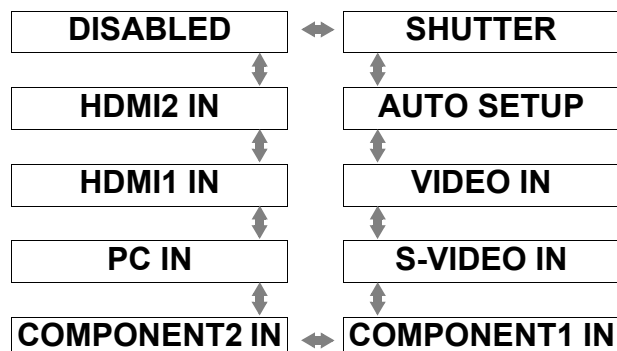 DISABLED SHUTTER
HDMI2 IN AUTO SETUP
HDMI1 IN VIDEO IN
PC IN S-VIDEO IN
COMPONENT2 IN COMPONENT1 IN